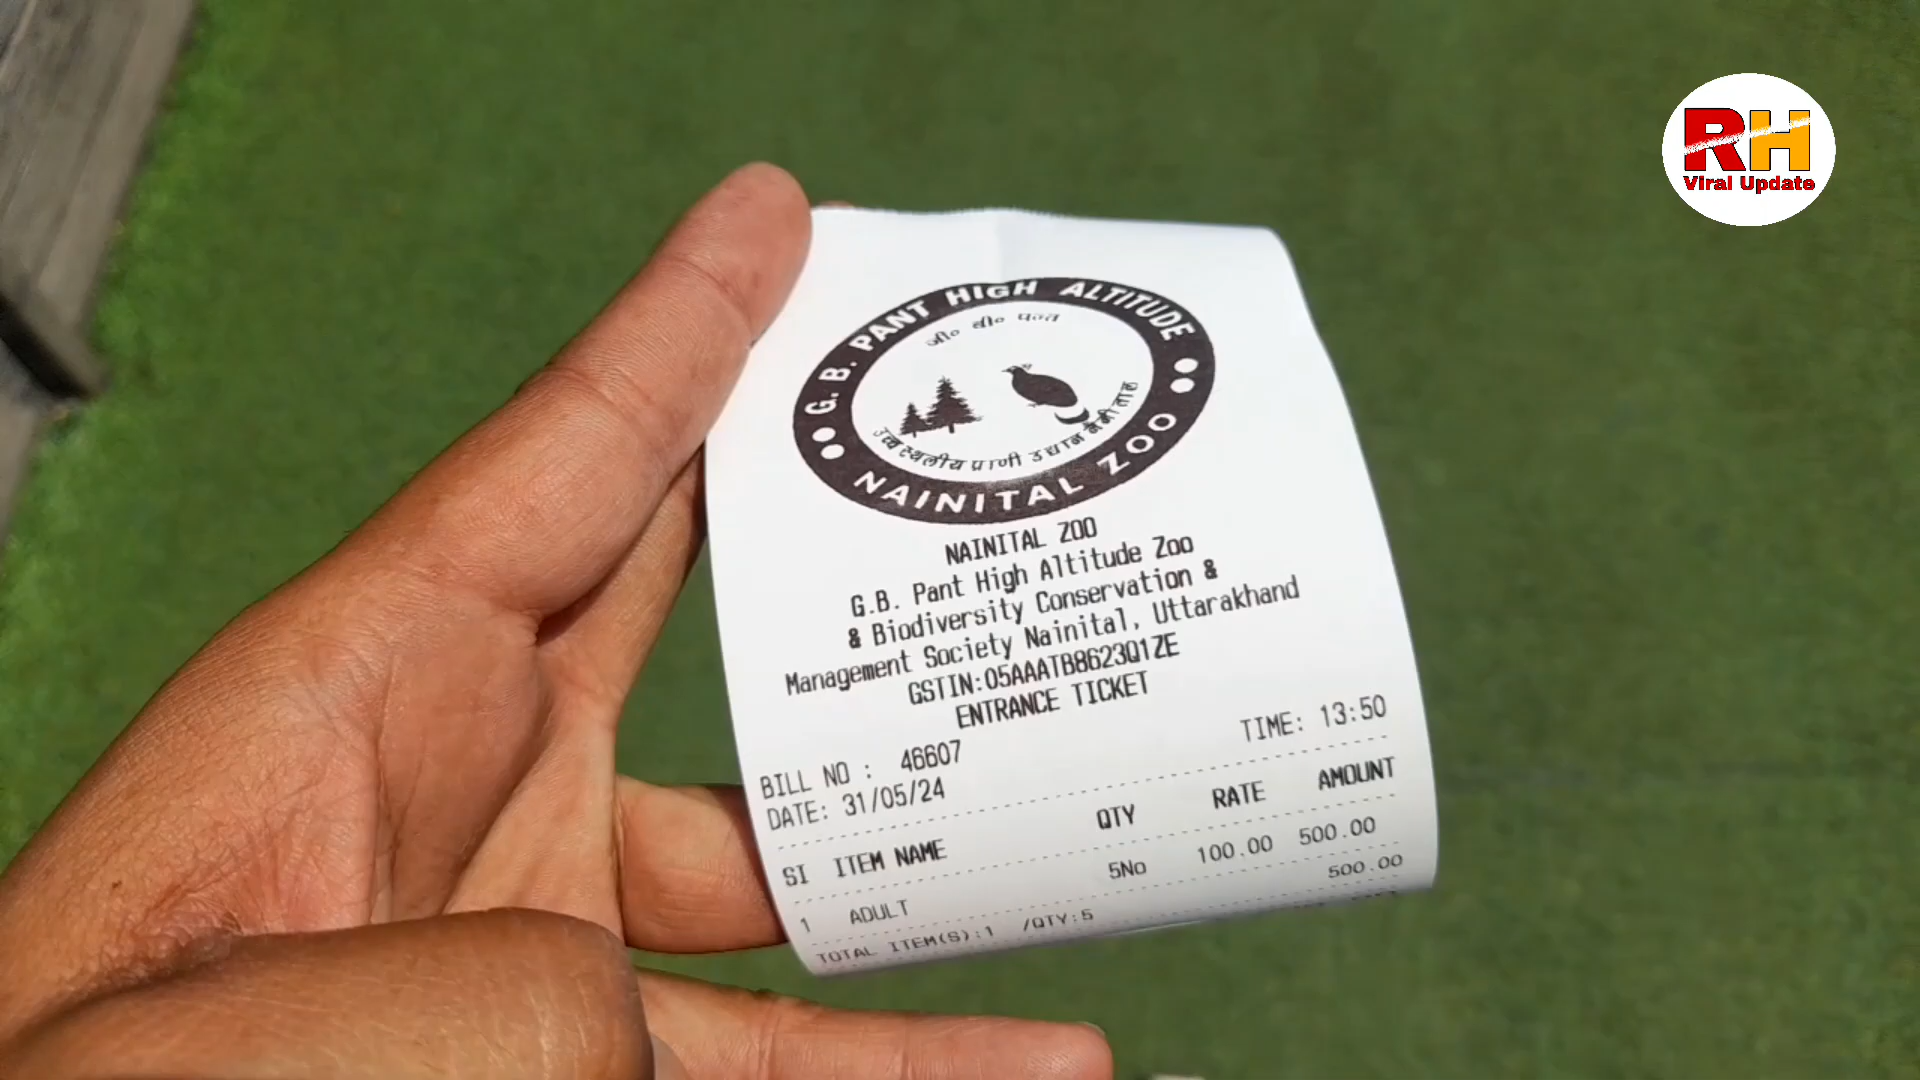 RH
Viral Update
G. B. PANT HIGH ALTITUDE
जी० बी० पन्त
उच्च स्थलीय प्राणी उद्यान नैनीताल
NAINITAL ZOO
NAINITAL ZOO
G.B. Pant High Altitude Zoo
& Biodiversity Conservation &
Management Society Nainital, Uttarakhand
GSTIN:05AAATB8623Q1ZE
ENTRANCE TICKET
BILL NO : 46607 TIME: 13:50
DATE: 31/05/24
SI ITEM NAME QTY RATE AMOUNT
1 ADULT 5No 100.00 500.00
TOTAL ITEM(S):1 /QTY:5 500.00